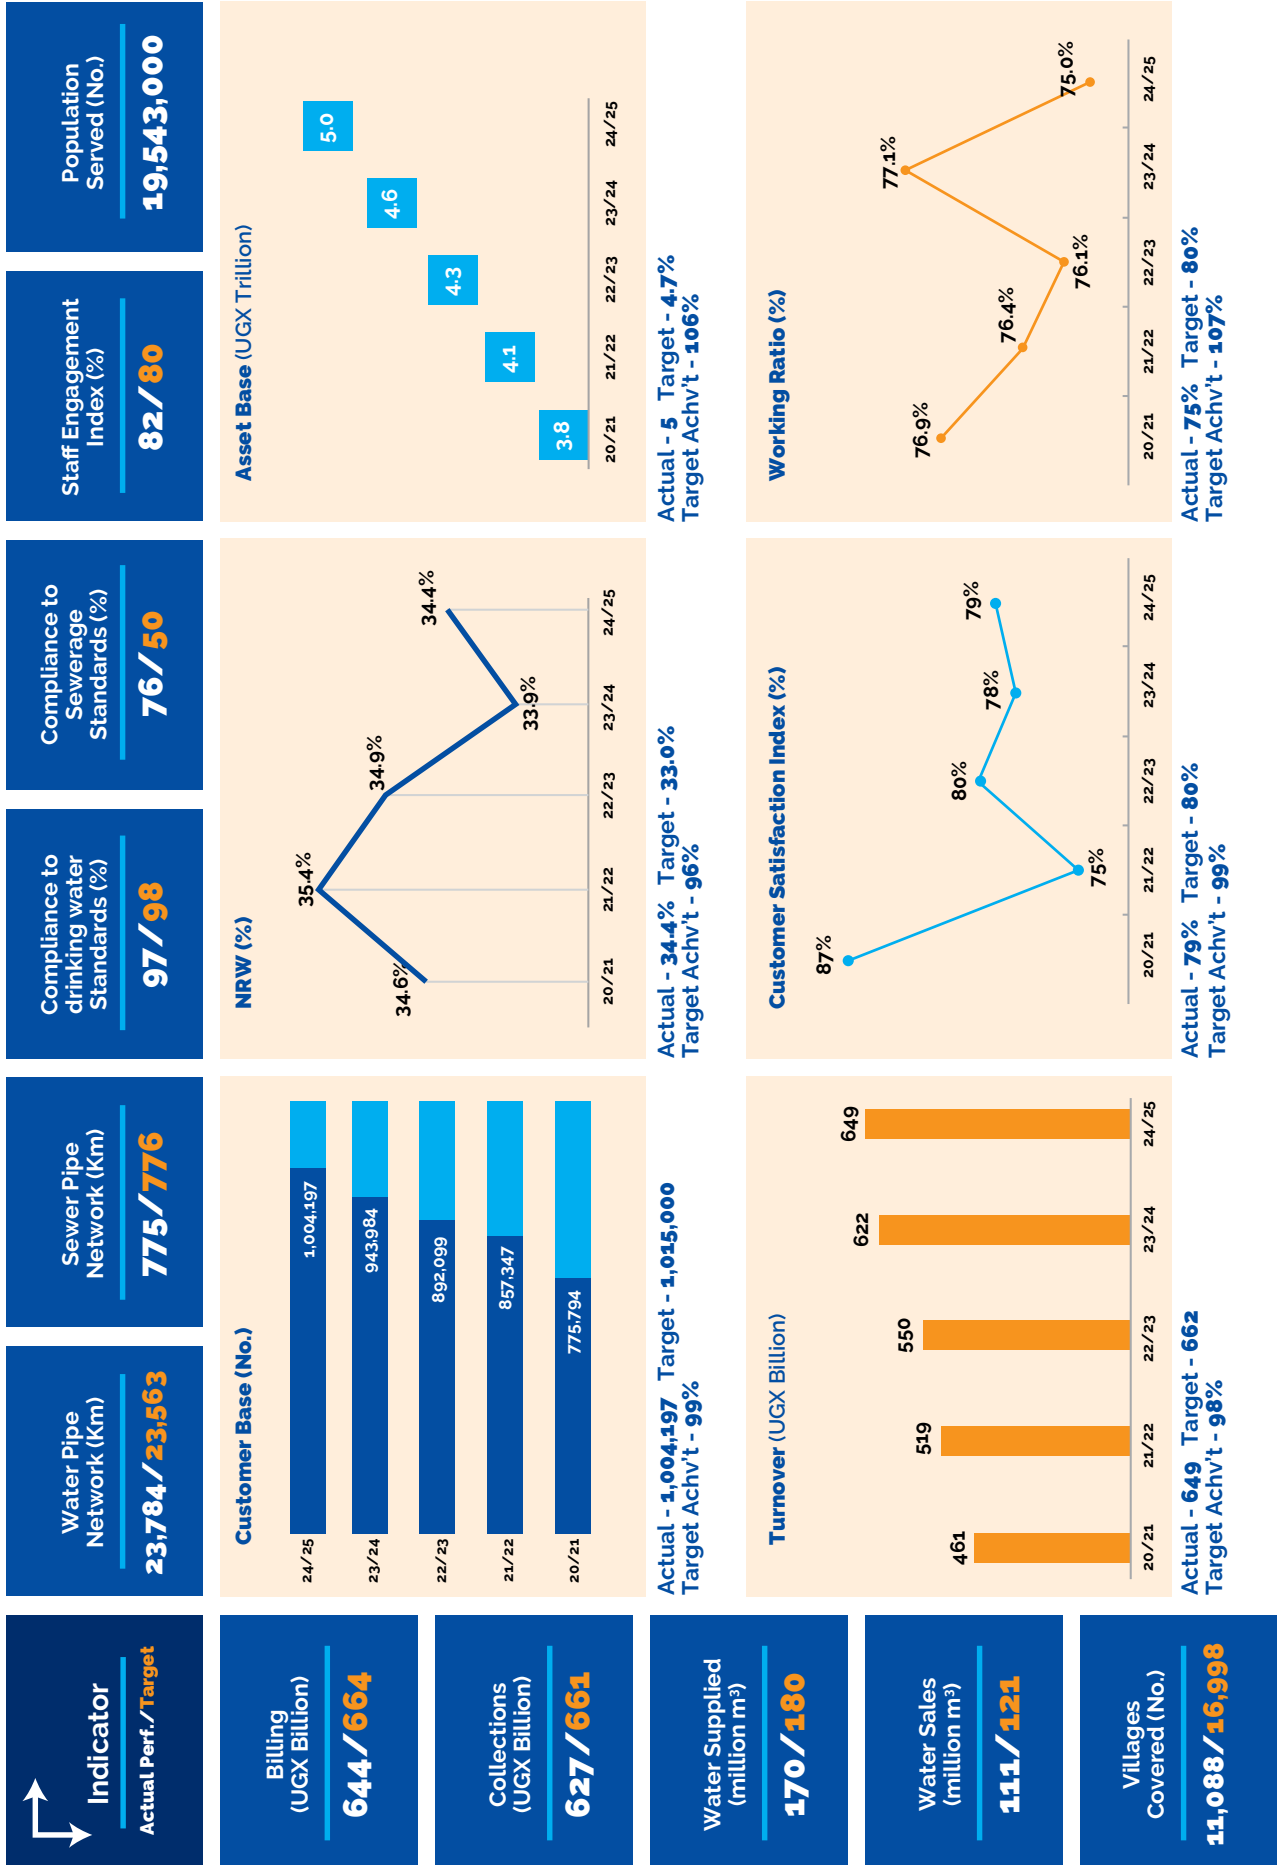 Indicator
Actual Perf./Target
Water Pipe
Network (Km)
23,784/23,563
Sewer Pipe
Network (Km)
775/776
Compliance to
drinking water
Standards (%)
97/98
Compliance to
Sewerage
Standards (%)
76/50
Staff Engagement
Index (%)
82/80
Population
Served (No.)
19,543,000
Billing
(UGX Billion)
644/664
Collections
(UGX Billion)
627/661
Water Supplied
(million m³)
170/180
Water Sales
(million m³)
111/121
Villages
Covered (No.)
11,088/16,998
Customer Base (No.)
24/25 1,004,197
23/24 943,984
22/23 892,099
21/22 857,347
20/21 775,794
Actual - 1,004,197 Target - 1,015,000
Target Achv't - 99%
NRW (%)
34.6% 35.4% 34.9% 33.9% 34.4%
20/21 21/22 22/23 23/24 24/25
Actual - 34.4% Target - 33.0%
Target Achv't - 96%
Asset Base (UGX Trillion)
3.8 4.1 4.3 4.6 5.0
20/21 21/22 22/23 23/24 24/25
Actual - 5 Target - 4.7%
Target Achv't - 106%
Turnover (UGX Billion)
461 519 550 622 649
20/21 21/22 22/23 23/24 24/25
Actual - 649 Target - 662
Target Achv't - 98%
Customer Satisfaction Index (%)
87% 75% 80% 78% 79%
20/21 21/22 22/23 23/24 24/25
Actual - 79% Target - 80%
Target Achv't - 99%
Working Ratio (%)
76.9% 76.4% 76.1% 77.1% 75.0%
20/21 21/22 22/23 23/24 24/25
Actual - 75% Target - 80%
Target Achv't - 107%